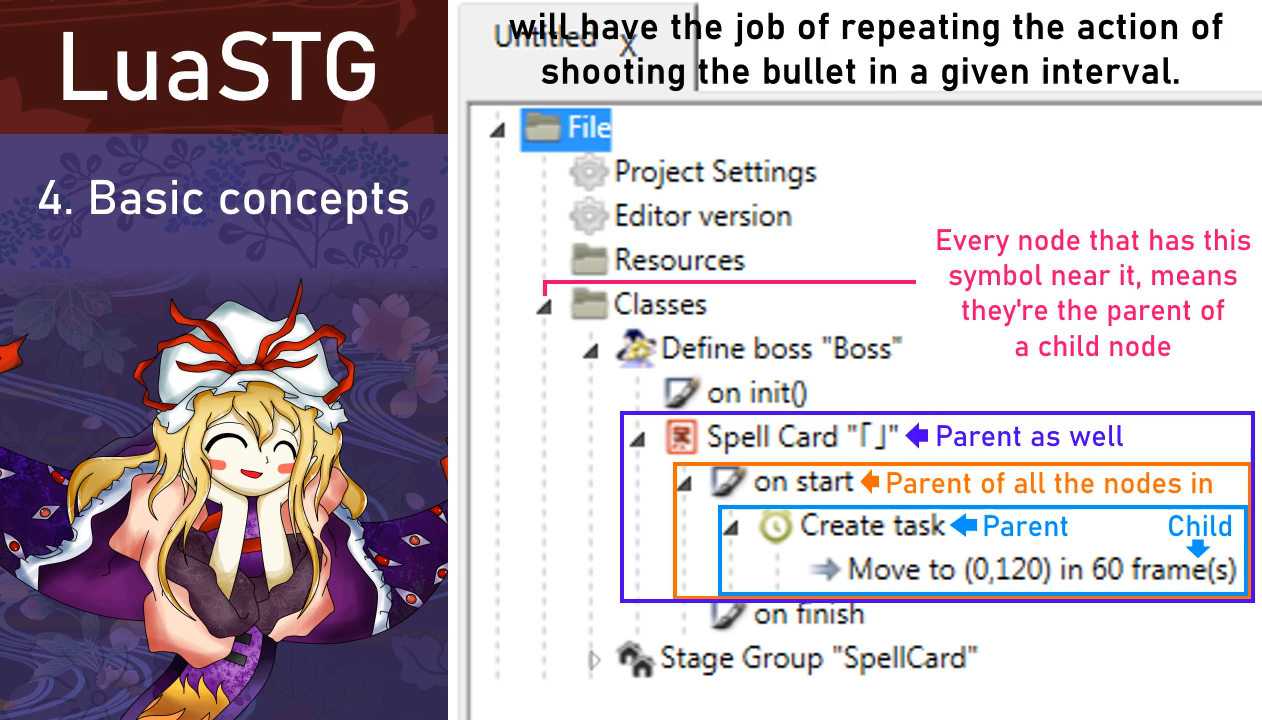 LuaSTG
4. Basic concepts
will have the job of repeating the action of
shooting the bullet in a given interval.
Untitled X
File
Project Settings
Editor version
Resources
Every node that has this
symbol near it, means
they're the parent of
a child node
Classes
Define boss "Boss"
on init()
Spell Card "「」" Parent as well
on start Parent of all the nodes in
Create task Parent Child
Move to (0,120) in 60 frame(s)
on finish
Stage Group "SpellCard"